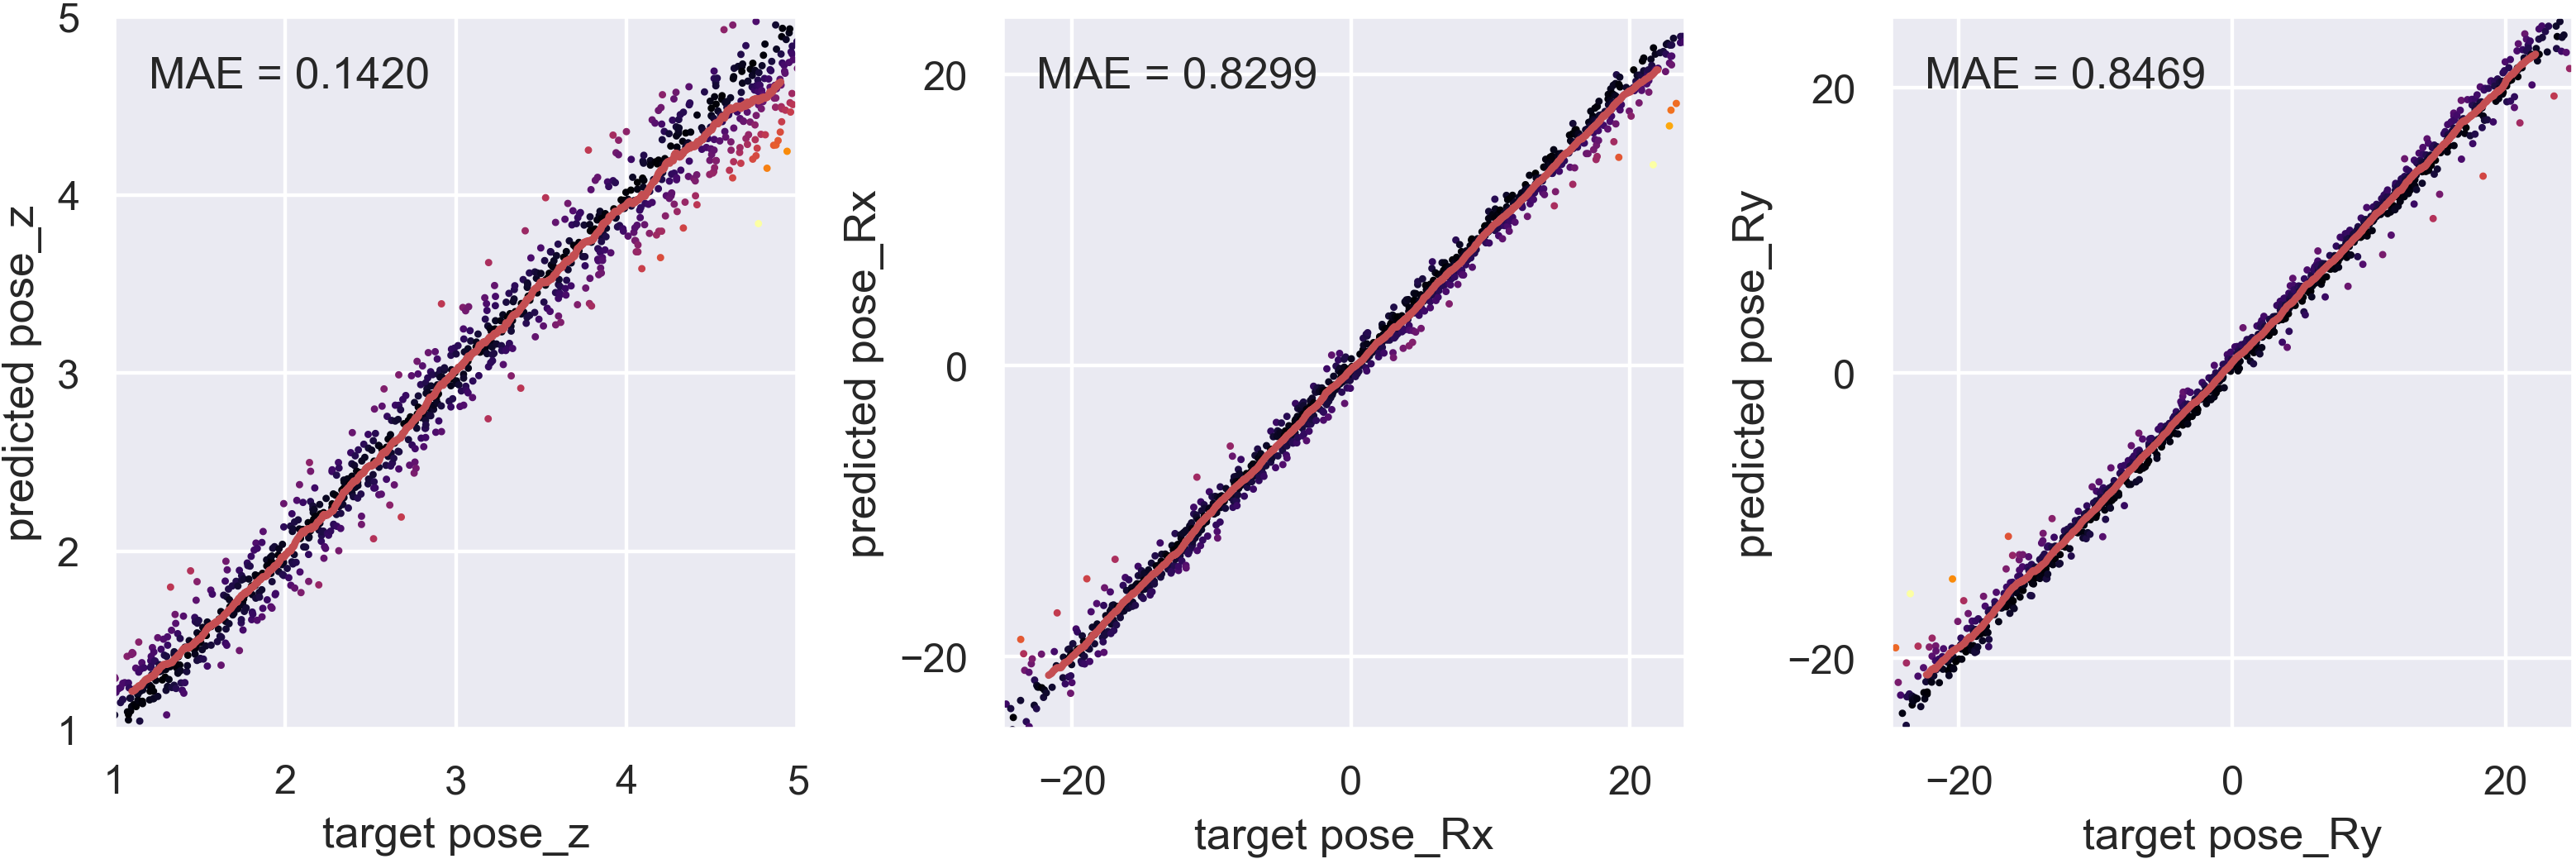 MAE = 0.1420
5
4
3
2
1
predicted pose_z
1 2 3 4 5
target pose_z
MAE = 0.8299
20
0
−20
predicted pose_Rx
−20 0 20
target pose_Rx
MAE = 0.8469
20
0
−20
predicted pose_Ry
−20 0 20
target pose_Ry